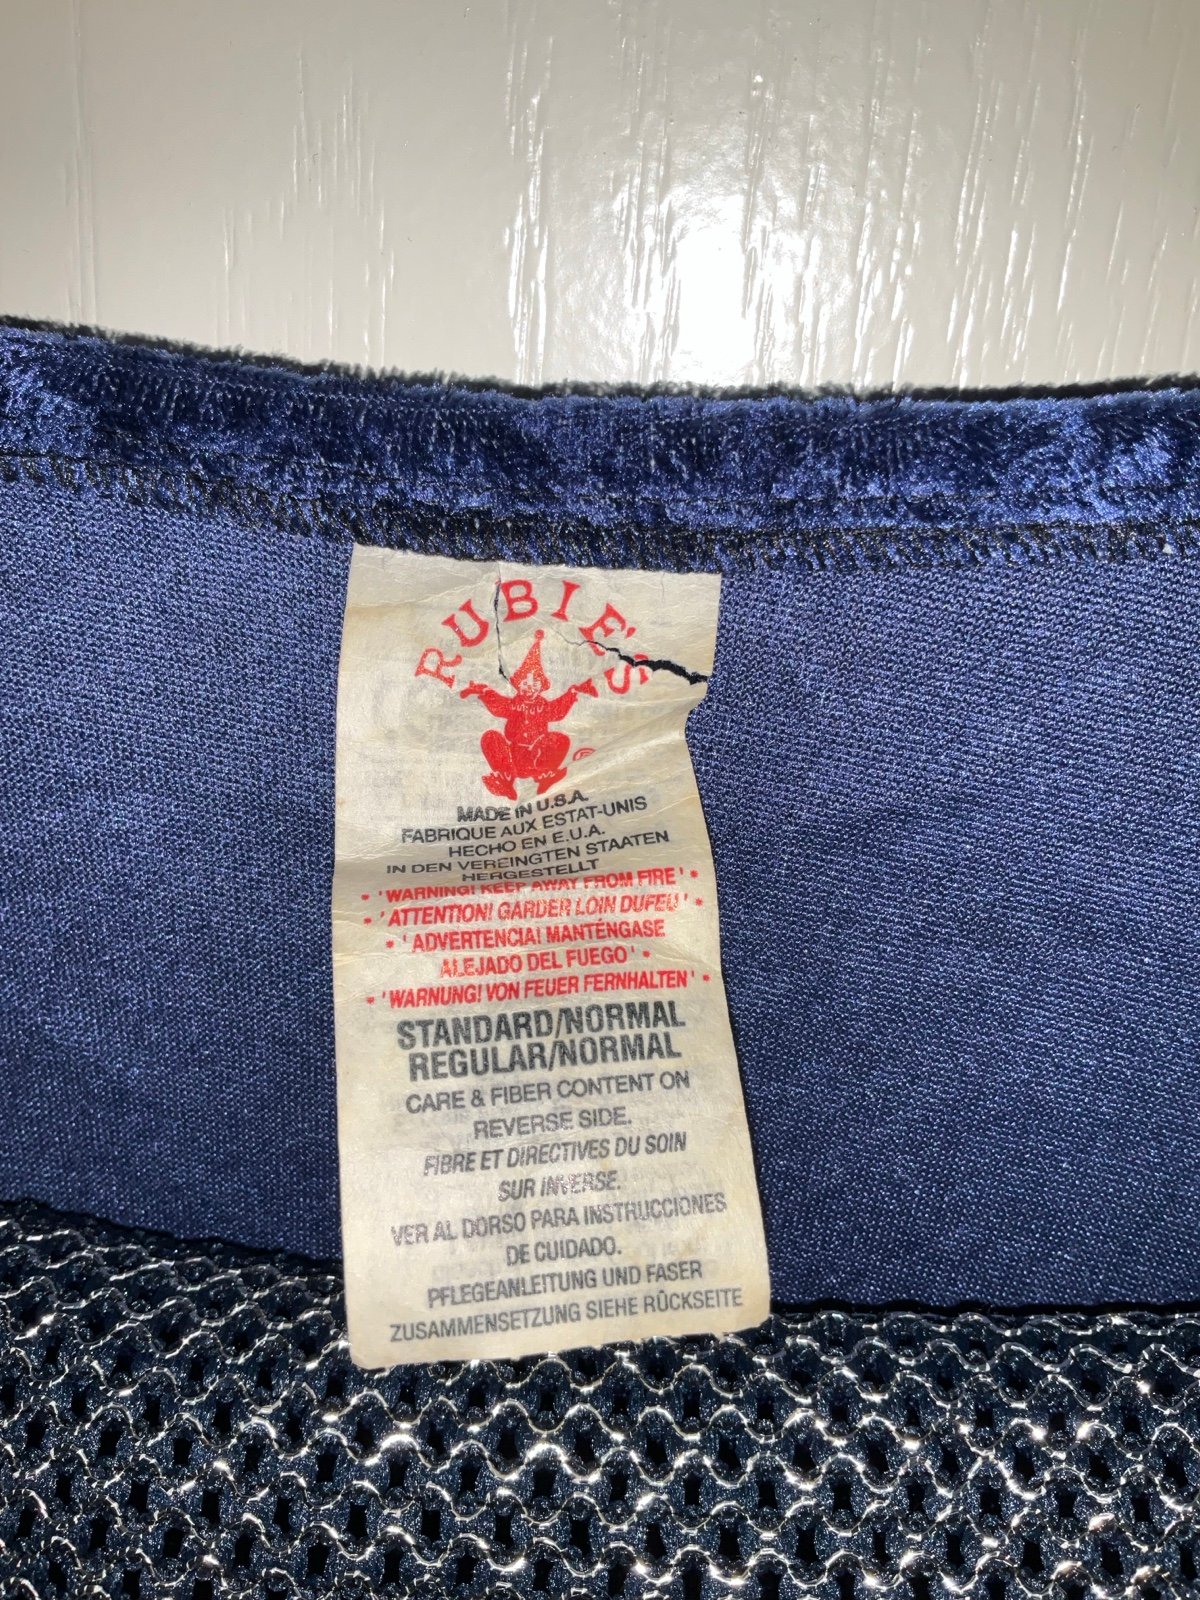 RUBIE'S
®
MADE IN U.S.A.
FABRIQUE AUX ESTAT-UNIS
HECHO EN E.U.A.
IN DEN VEREINGTEN STAATEN
HERGESTELLT
• 'WARNING! KEEP AWAY FROM FIRE' •
• 'ATTENTION! GARDER LOIN DUFEU' •
• 'ADVERTENCIA! MANTÉNGASE
ALEJADO DEL FUEGO' •
• 'WARNUNG! VON FEUER FERNHALTEN' •
STANDARD/NORMAL
REGULAR/NORMAL
CARE & FIBER CONTENT ON
REVERSE SIDE.
FIBRE ET DIRECTIVES DU SOIN
SUR INVERSE.
VER AL DORSO PARA INSTRUCCIONES
DE CUIDADO.
PFLEGEANLEITUNG UND FASER
ZUSAMMENSETZUNG SIEHE RÜCKSEITE